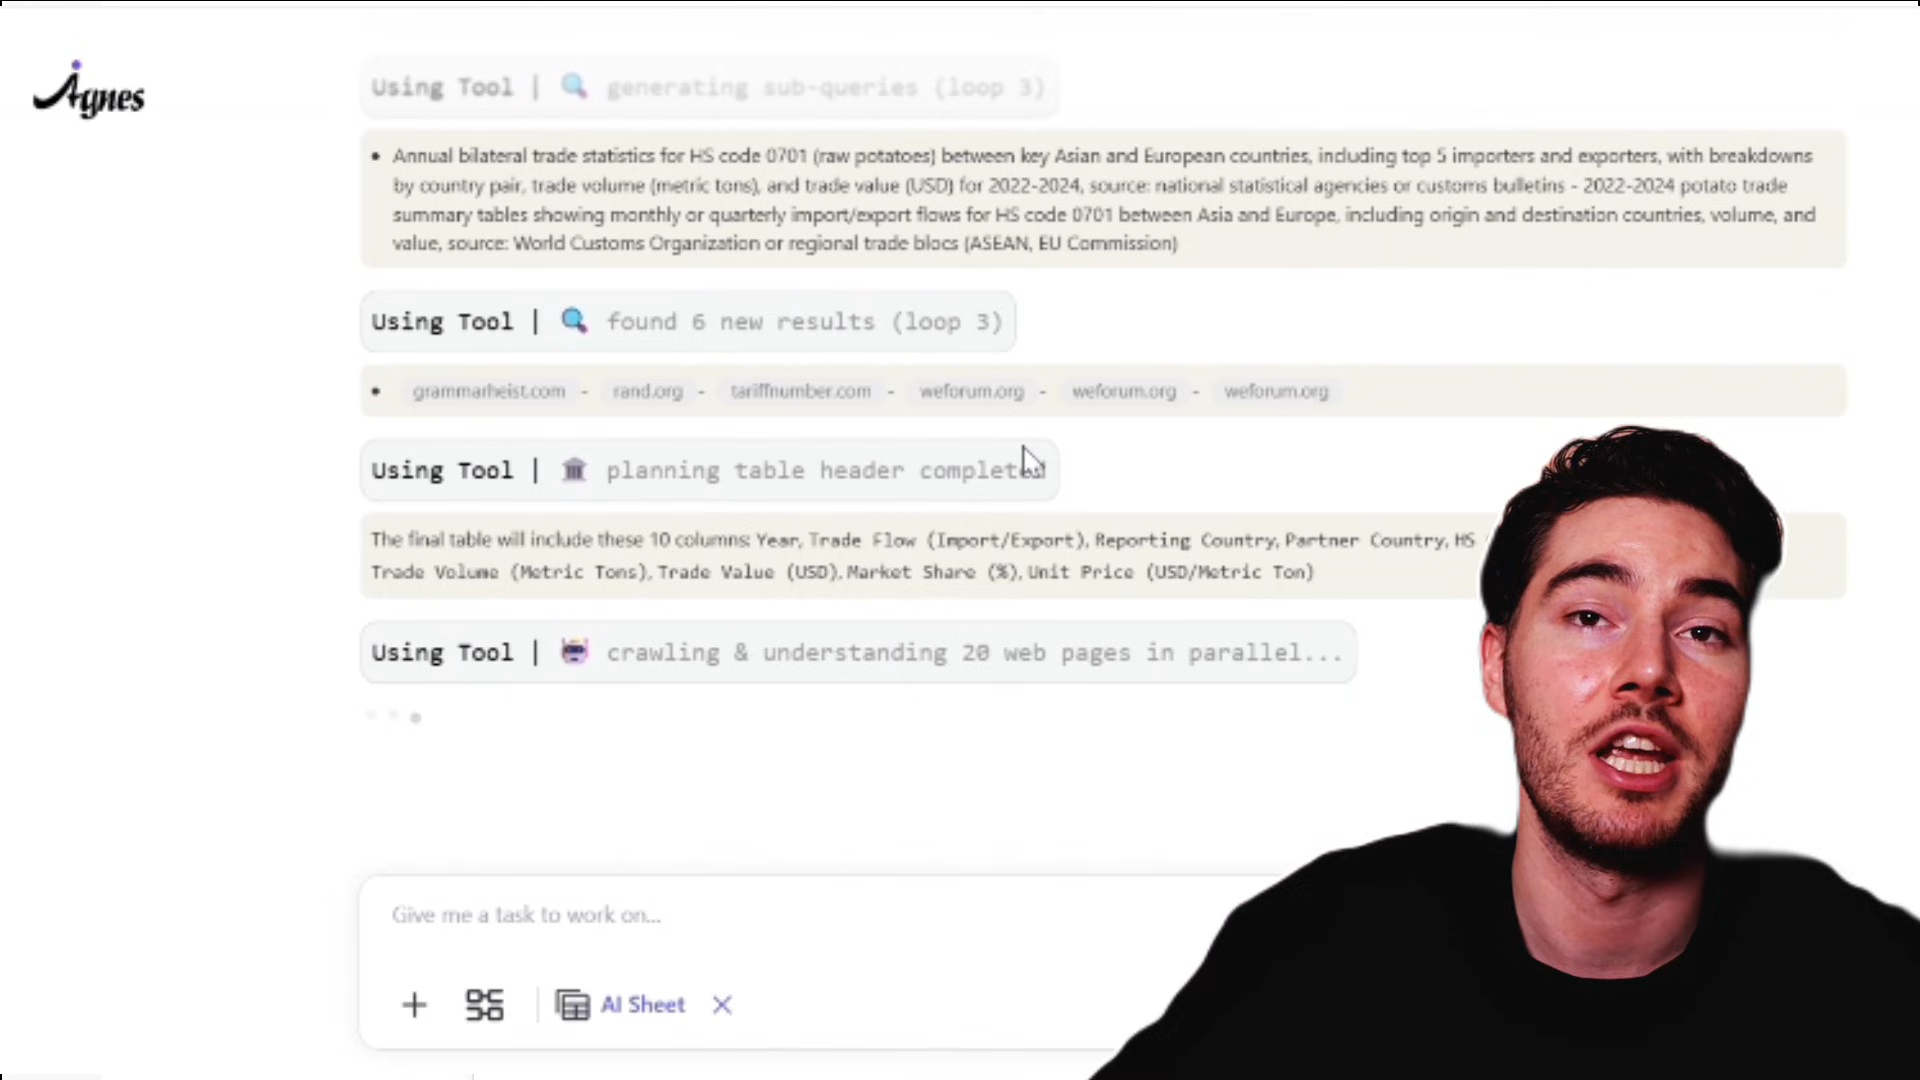 Agnes
Using Tool | generating sub-queries (loop 3)
• Annual bilateral trade statistics for HS code 0701 (raw potatoes) between key Asian and European countries, including top 5 importers and exporters, with breakdowns
by country pair, trade volume (metric tons), and trade value (USD) for 2022-2024, source: national statistical agencies or customs bulletins - 2022-2024 potato trade
summary tables showing monthly or quarterly import/export flows for HS code 0701 between Asia and Europe, including origin and destination countries, volume, and
value, source: World Customs Organization or regional trade blocs (ASEAN, EU Commission)
Using Tool | found 6 new results (loop 3)
• grammarheist.com - rand.org - tariffnumber.com - weforum.org - weforum.org - weforum.org
Using Tool | planning table header completed
The final table will include these 10 columns: Year, Trade Flow (Import/Export), Reporting Country, Partner Country, HS
Trade Volume (Metric Tons), Trade Value (USD), Market Share (%), Unit Price (USD/Metric Ton)
Using Tool | crawling & understanding 20 web pages in parallel...
Give me a task to work on...
AI Sheet